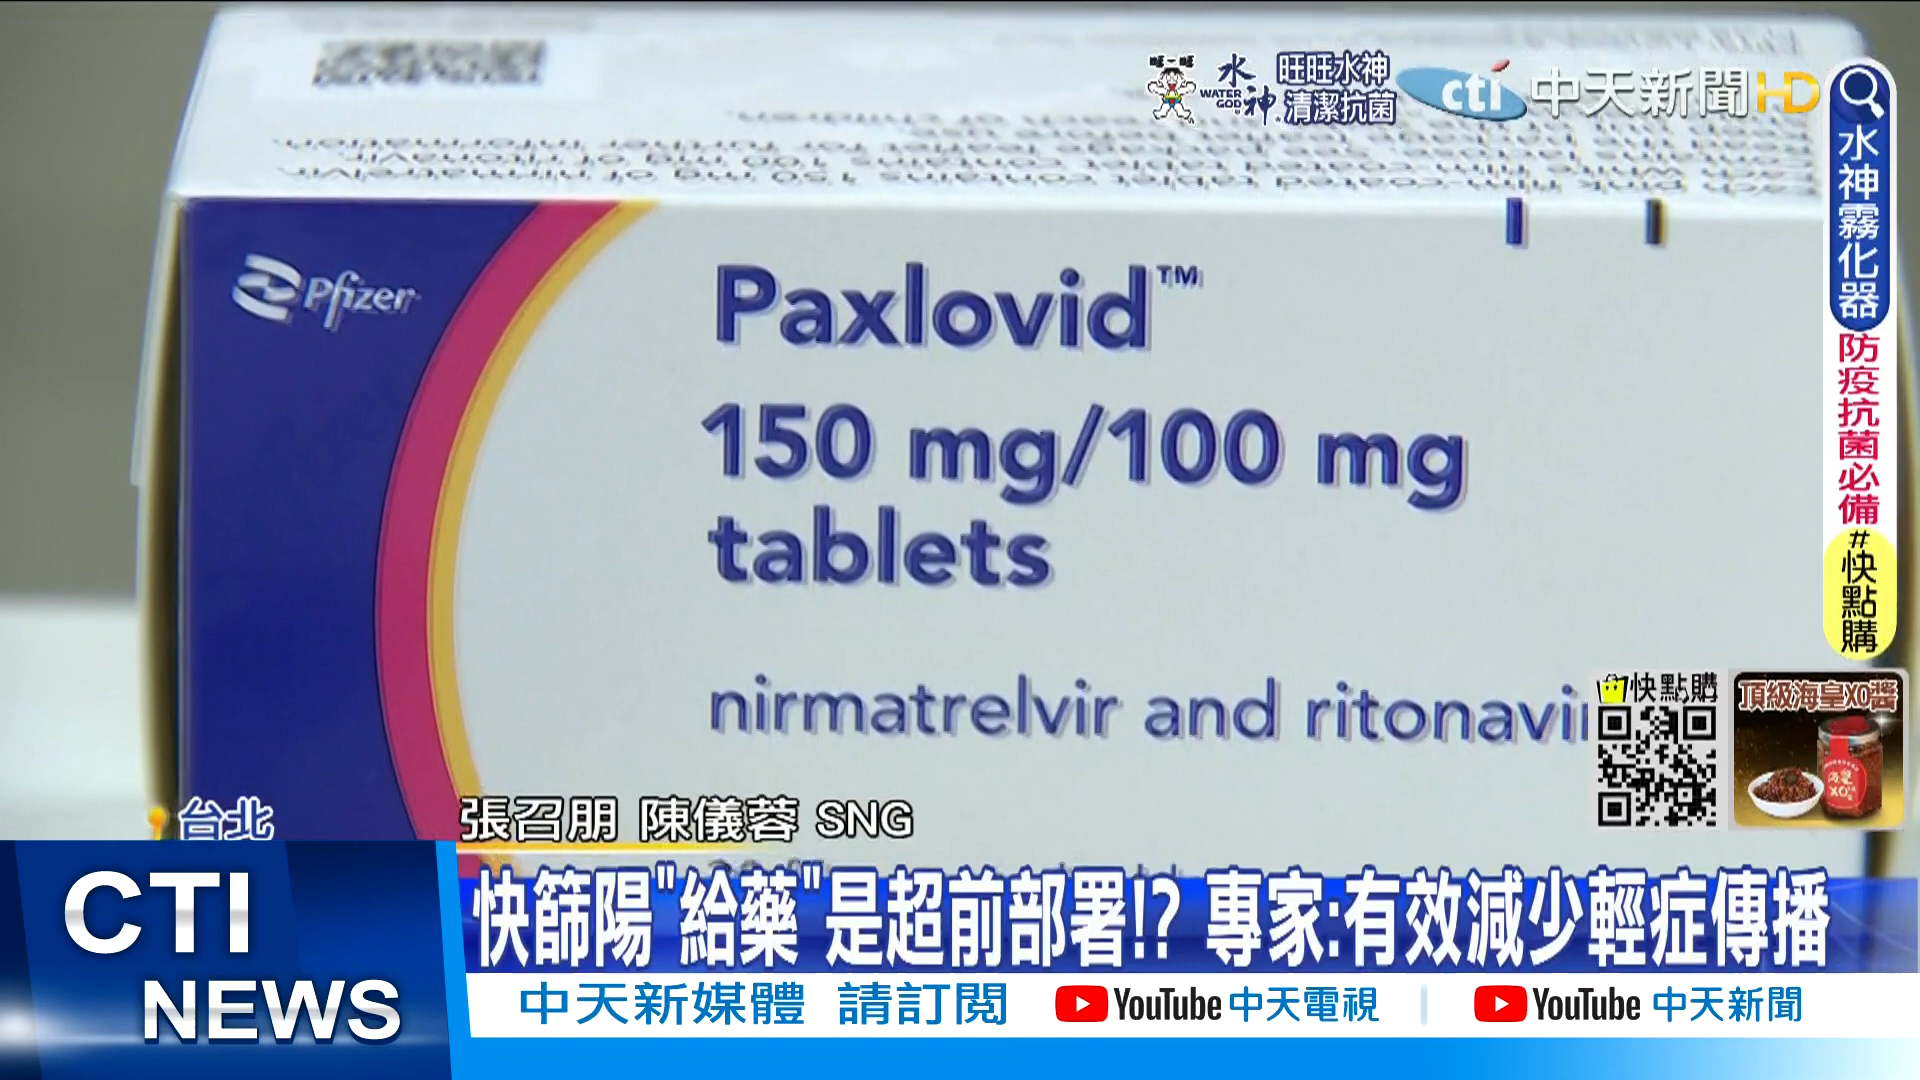 旺旺水神
水神
WATER GOD
清潔抗菌
cti 中天新聞HD
水神霧化器
防疫抗菌必備
#快點購
Pfizer
Paxlovid™
150 mg/100 mg
tablets
nirmatrelvir and ritonavi
快點購
頂級海皇XO醬
台北
張召朋 陳儀蓉 SNG
CTI
NEWS
快篩陽"給藥"是超前部署!? 專家:有效減少輕症傳播
中天新媒體 請訂閱 YouTube 中天電視 | YouTube 中天新聞